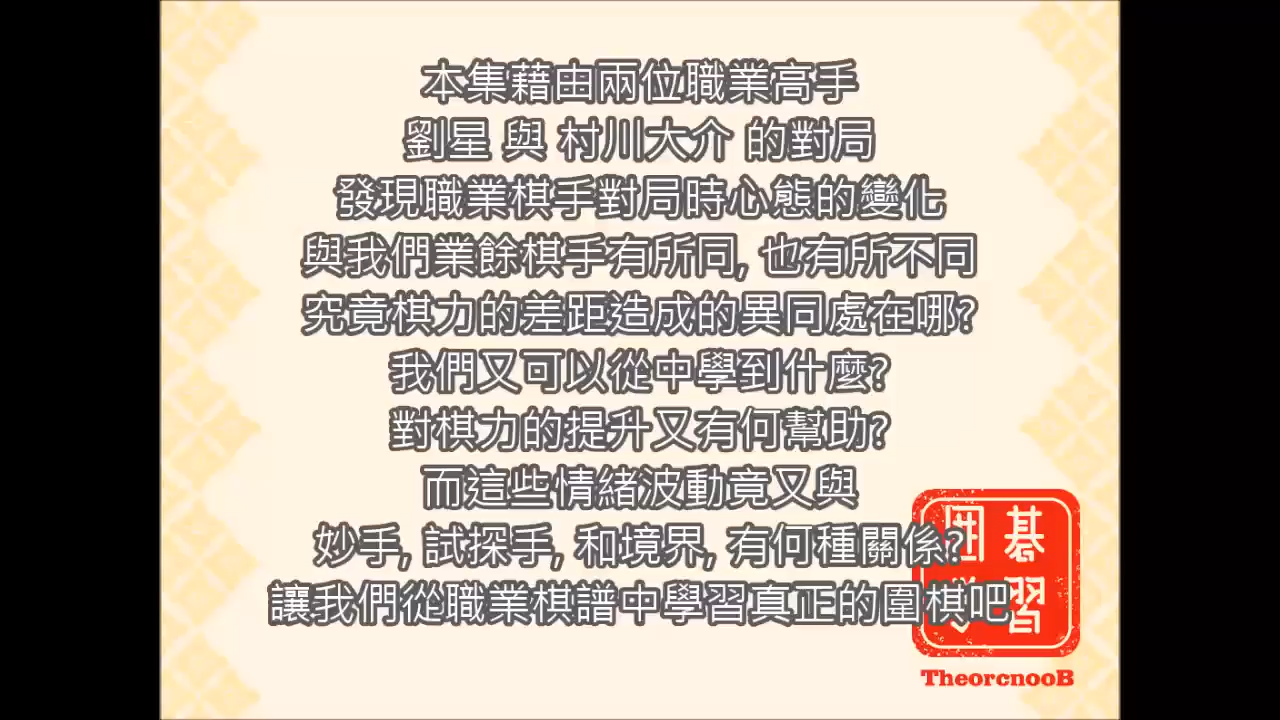 本集藉由兩位職業高手
劉星 與 村川大介 的對局
發現職業棋手對局時心態的變化
與我們業餘棋手有所同, 也有所不同
究竟棋力的差距造成的異同處在哪?
我們又可以從中學到什麼?
對棋力的提升又有何幫助?
而這些情緒波動竟又與
妙手, 試探手, 和境界, 有何種關係?
讓我們從職業棋譜中學習真正的圍棋吧
碁
習
TheorcnooB